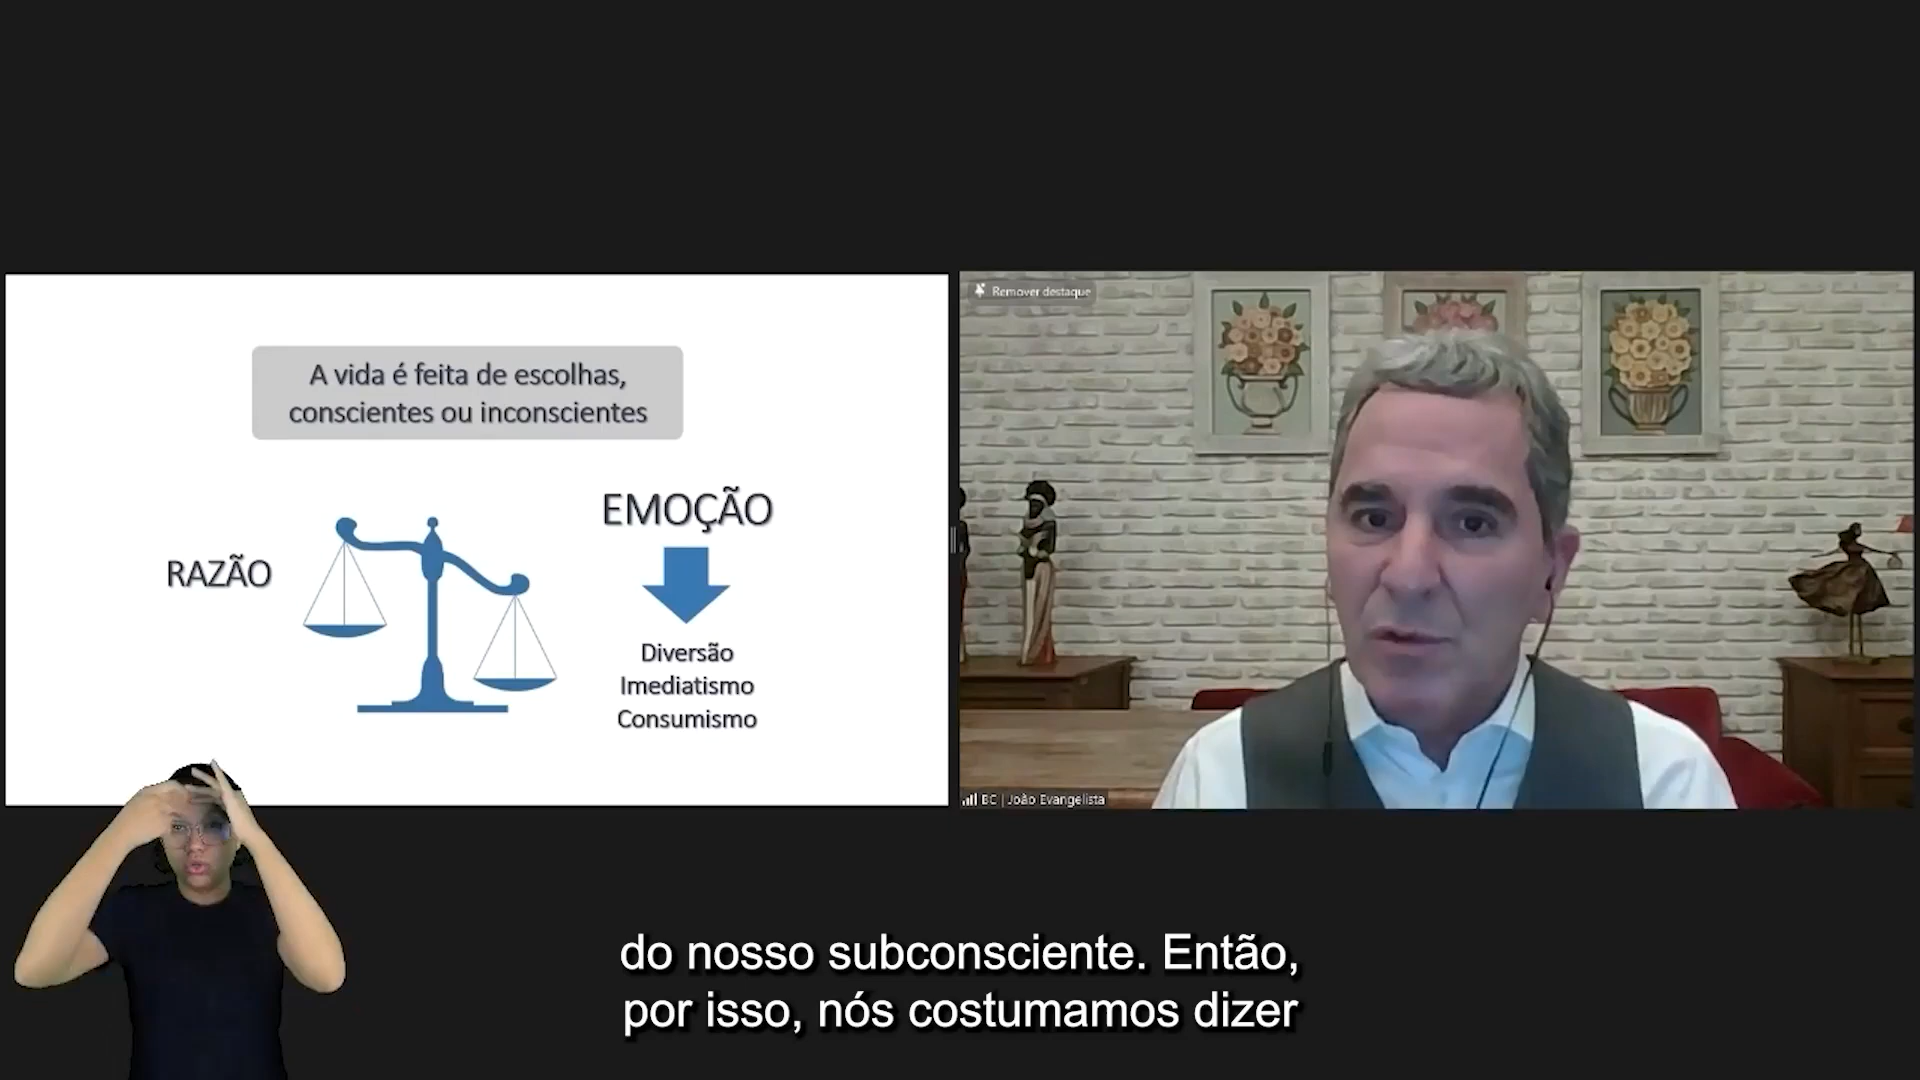 A vida é feita de escolhas,
conscientes ou inconscientes
RAZÃO
EMOÇÃO
Diversão
Imediatismo
Consumismo
Remover destaque
BC | João Evangelista
do nosso subconsciente. Então,
por isso, nós costumamos dizer